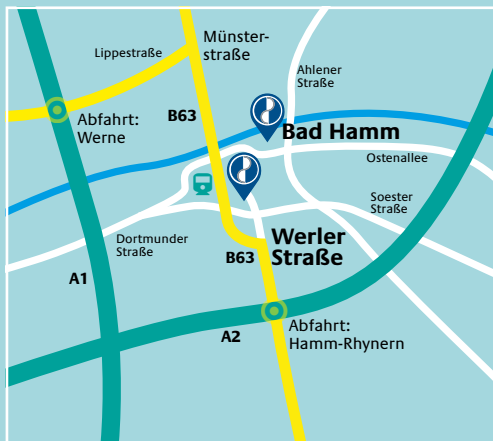 Münster-
straße
Lippestraße
Ahlener
Straße
B63
Abfahrt:
Werne
Bad Hamm
Ostenallee
Soester
Straße
Dortmunder
Straße
Werler
Straße
B63
A1
A2
Abfahrt:
Hamm-Rhynern